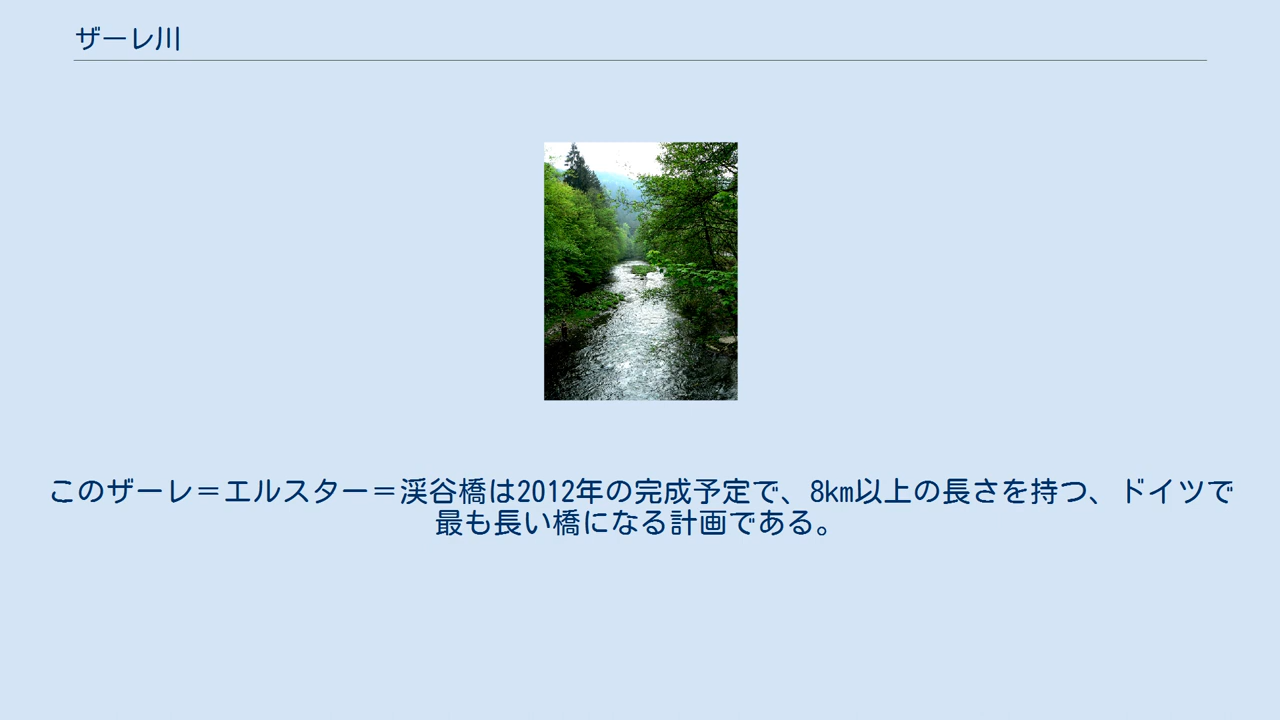 ザーレ川
このザーレ＝エルスター＝渓谷橋は2012年の完成予定で、8km以上の長さを持つ、ドイツで
最も長い橋になる計画である。